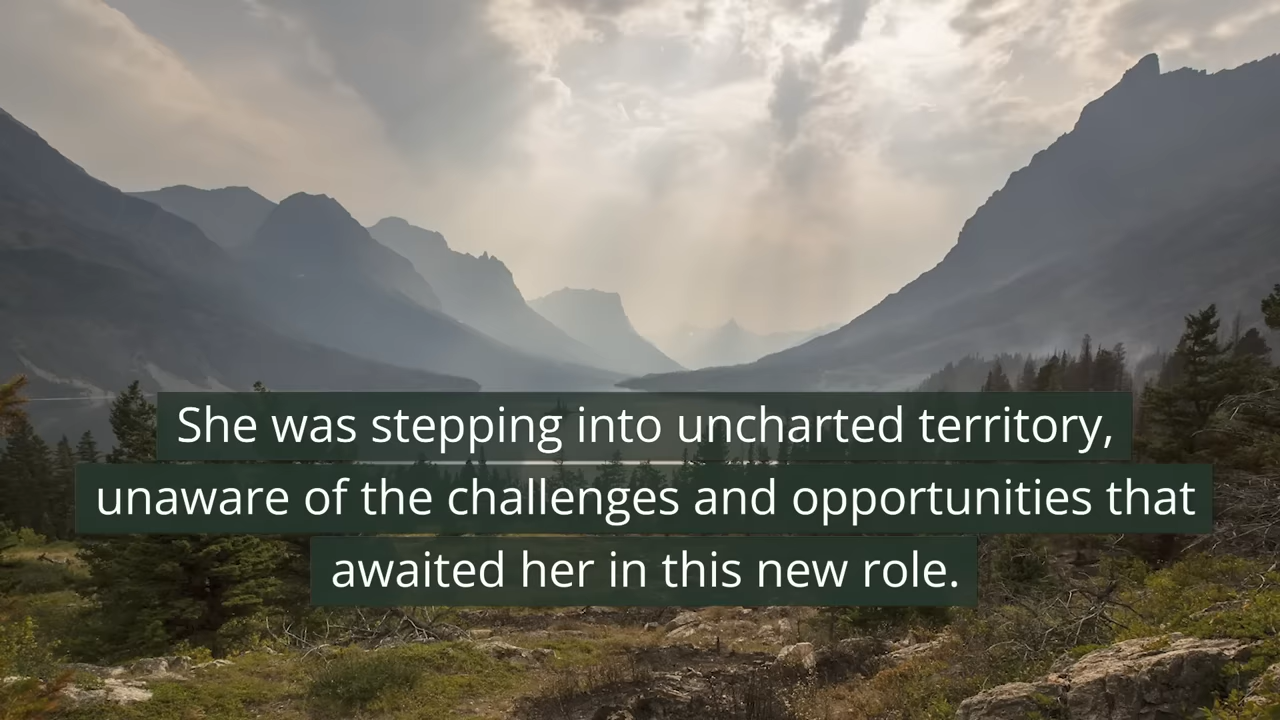 She was stepping into uncharted territory,
unaware of the challenges and opportunities that
awaited her in this new role.